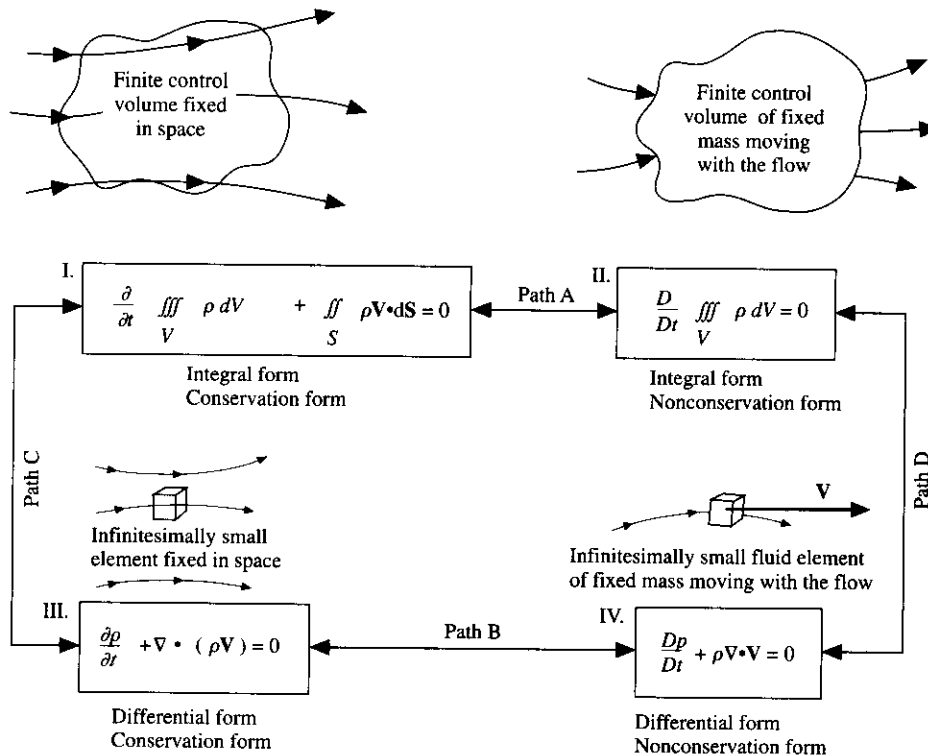 Finite control
volume fixed
in space
Finite control
volume of fixed
mass moving
with the flow
I.
∂/∂t ∭_V ρ dV + ∬_S ρV•dS = 0
Path A
II.
D/Dt ∭_V ρ dV = 0
Integral form
Conservation form
Integral form
Nonconservation form
Path C
Path D
Infinitesimally small
element fixed in space
V
Infinitesimally small fluid element
of fixed mass moving with the flow
III.
∂ρ/∂t +∇ • ( ρV ) = 0
Path B
IV.
Dp/Dt + ρ∇•V = 0
Differential form
Conservation form
Differential form
Nonconservation form